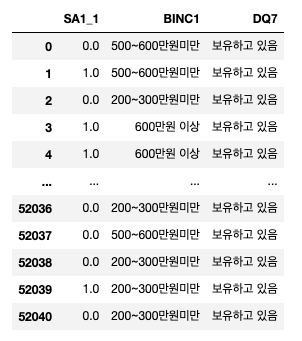 SA1_1 BINC1 DQ7
0 0.0 500~600만원미만 보유하고 있음
1 1.0 500~600만원미만 보유하고 있음
2 0.0 200~300만원미만 보유하고 있음
3 1.0 600만원 이상 보유하고 있음
4 1.0 600만원 이상 보유하고 있음
... ... ... ...
52036 0.0 200~300만원미만 보유하고 있음
52037 0.0 500~600만원미만 보유하고 있음
52038 0.0 200~300만원미만 보유하고 있음
52039 1.0 200~300만원미만 보유하고 있음
52040 0.0 200~300만원미만 보유하고 있음